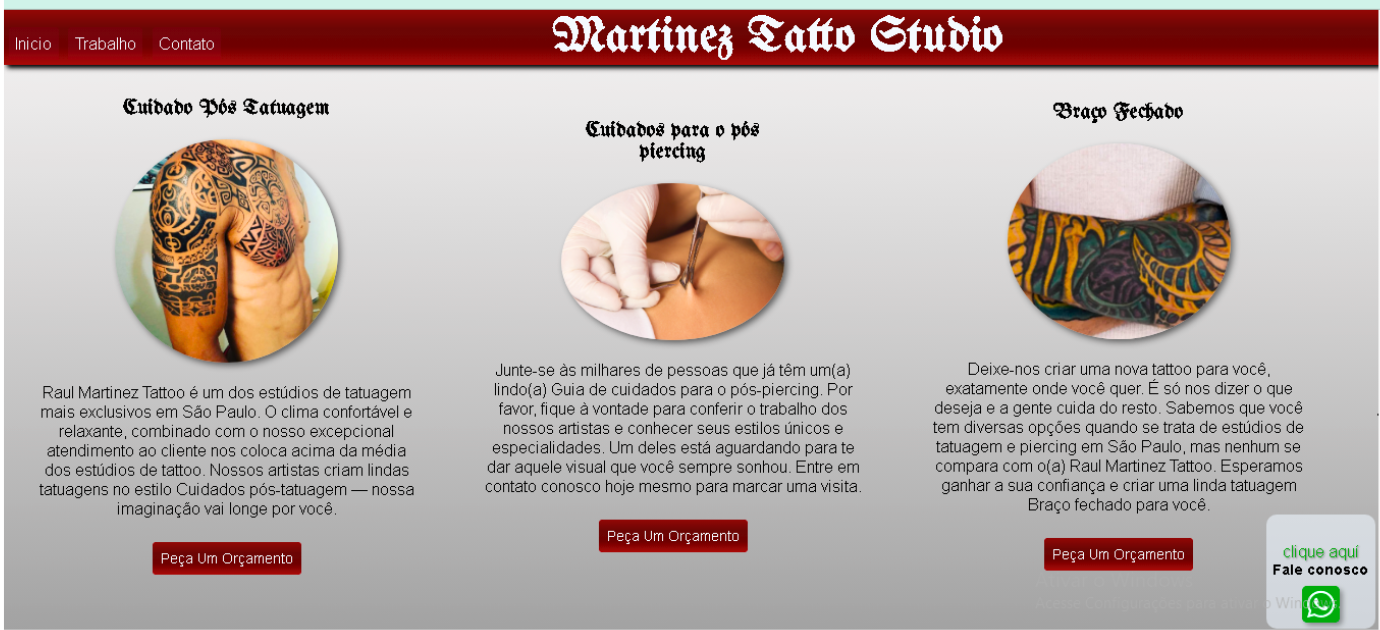 Inicio Trabalho Contato
Martinez Tatto Studio
Cuidado Pós Tatuagem
Raul Martinez Tattoo é um dos estúdios de tatuagem
mais exclusivos em São Paulo. O clima confortável e
relaxante, combinado com o nosso excepcional
atendimento ao cliente nos coloca acima da média
dos estúdios de tattoo. Nossos artistas criam lindas
tatuagens no estilo Cuidados pós-tatuagem — nossa
imaginação vai longe por você.
Peça Um Orçamento
Cuidados para o pós
piercing
Junte-se às milhares de pessoas que já têm um(a)
lindo(a) Guia de cuidados para o pós-piercing. Por
favor, fique à vontade para conferir o trabalho dos
nossos artistas e conhecer seus estilos únicos e
especialidades. Um deles está aguardando para te
dar aquele visual que você sempre sonhou. Entre em
contato conosco hoje mesmo para marcar uma visita.
Peça Um Orçamento
Braço Fechado
Deixe-nos criar uma nova tattoo para você,
exatamente onde você quer. É só nos dizer o que
deseja e a gente cuida do resto. Sabemos que você
tem diversas opções quando se trata de estúdios de
tatuagem e piercing em São Paulo, mas nenhum se
compara com o(a) Raul Martinez Tattoo. Esperamos
ganhar a sua confiança e criar uma linda tatuagem
Braço fechado para você.
Peça Um Orçamento
clique aquí
Fale conosco
Acesse Configurações para ativar o Windows.